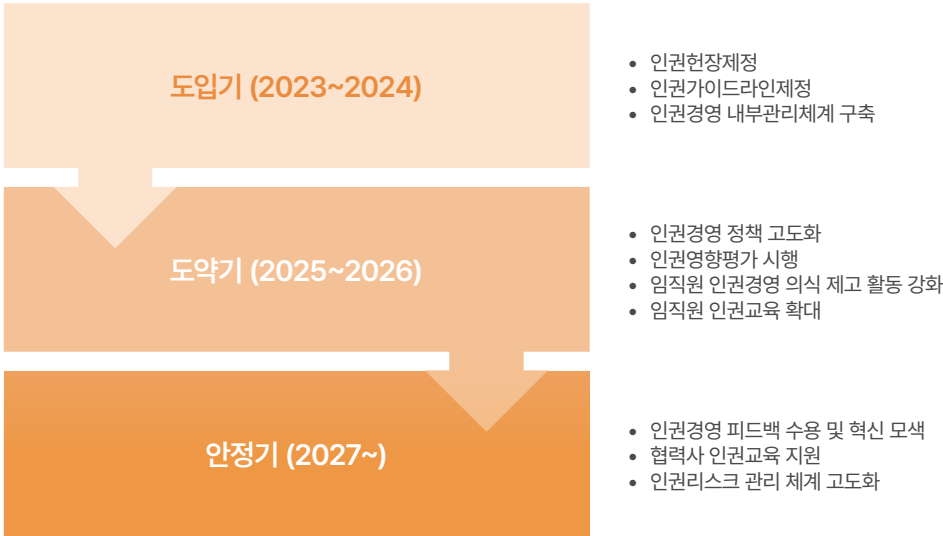 도입기 (2023~2024)
• 인권헌장제정
• 인권가이드라인제정
• 인권경영 내부관리체계 구축
도약기 (2025~2026)
• 인권경영 정책 고도화
• 인권영향평가 시행
• 임직원 인권경영 의식 제고 활동 강화
• 임직원 인권교육 확대
안정기 (2027~)
• 인권경영 피드백 수용 및 혁신 모색
• 협력사 인권교육 지원
• 인권리스크 관리 체계 고도화